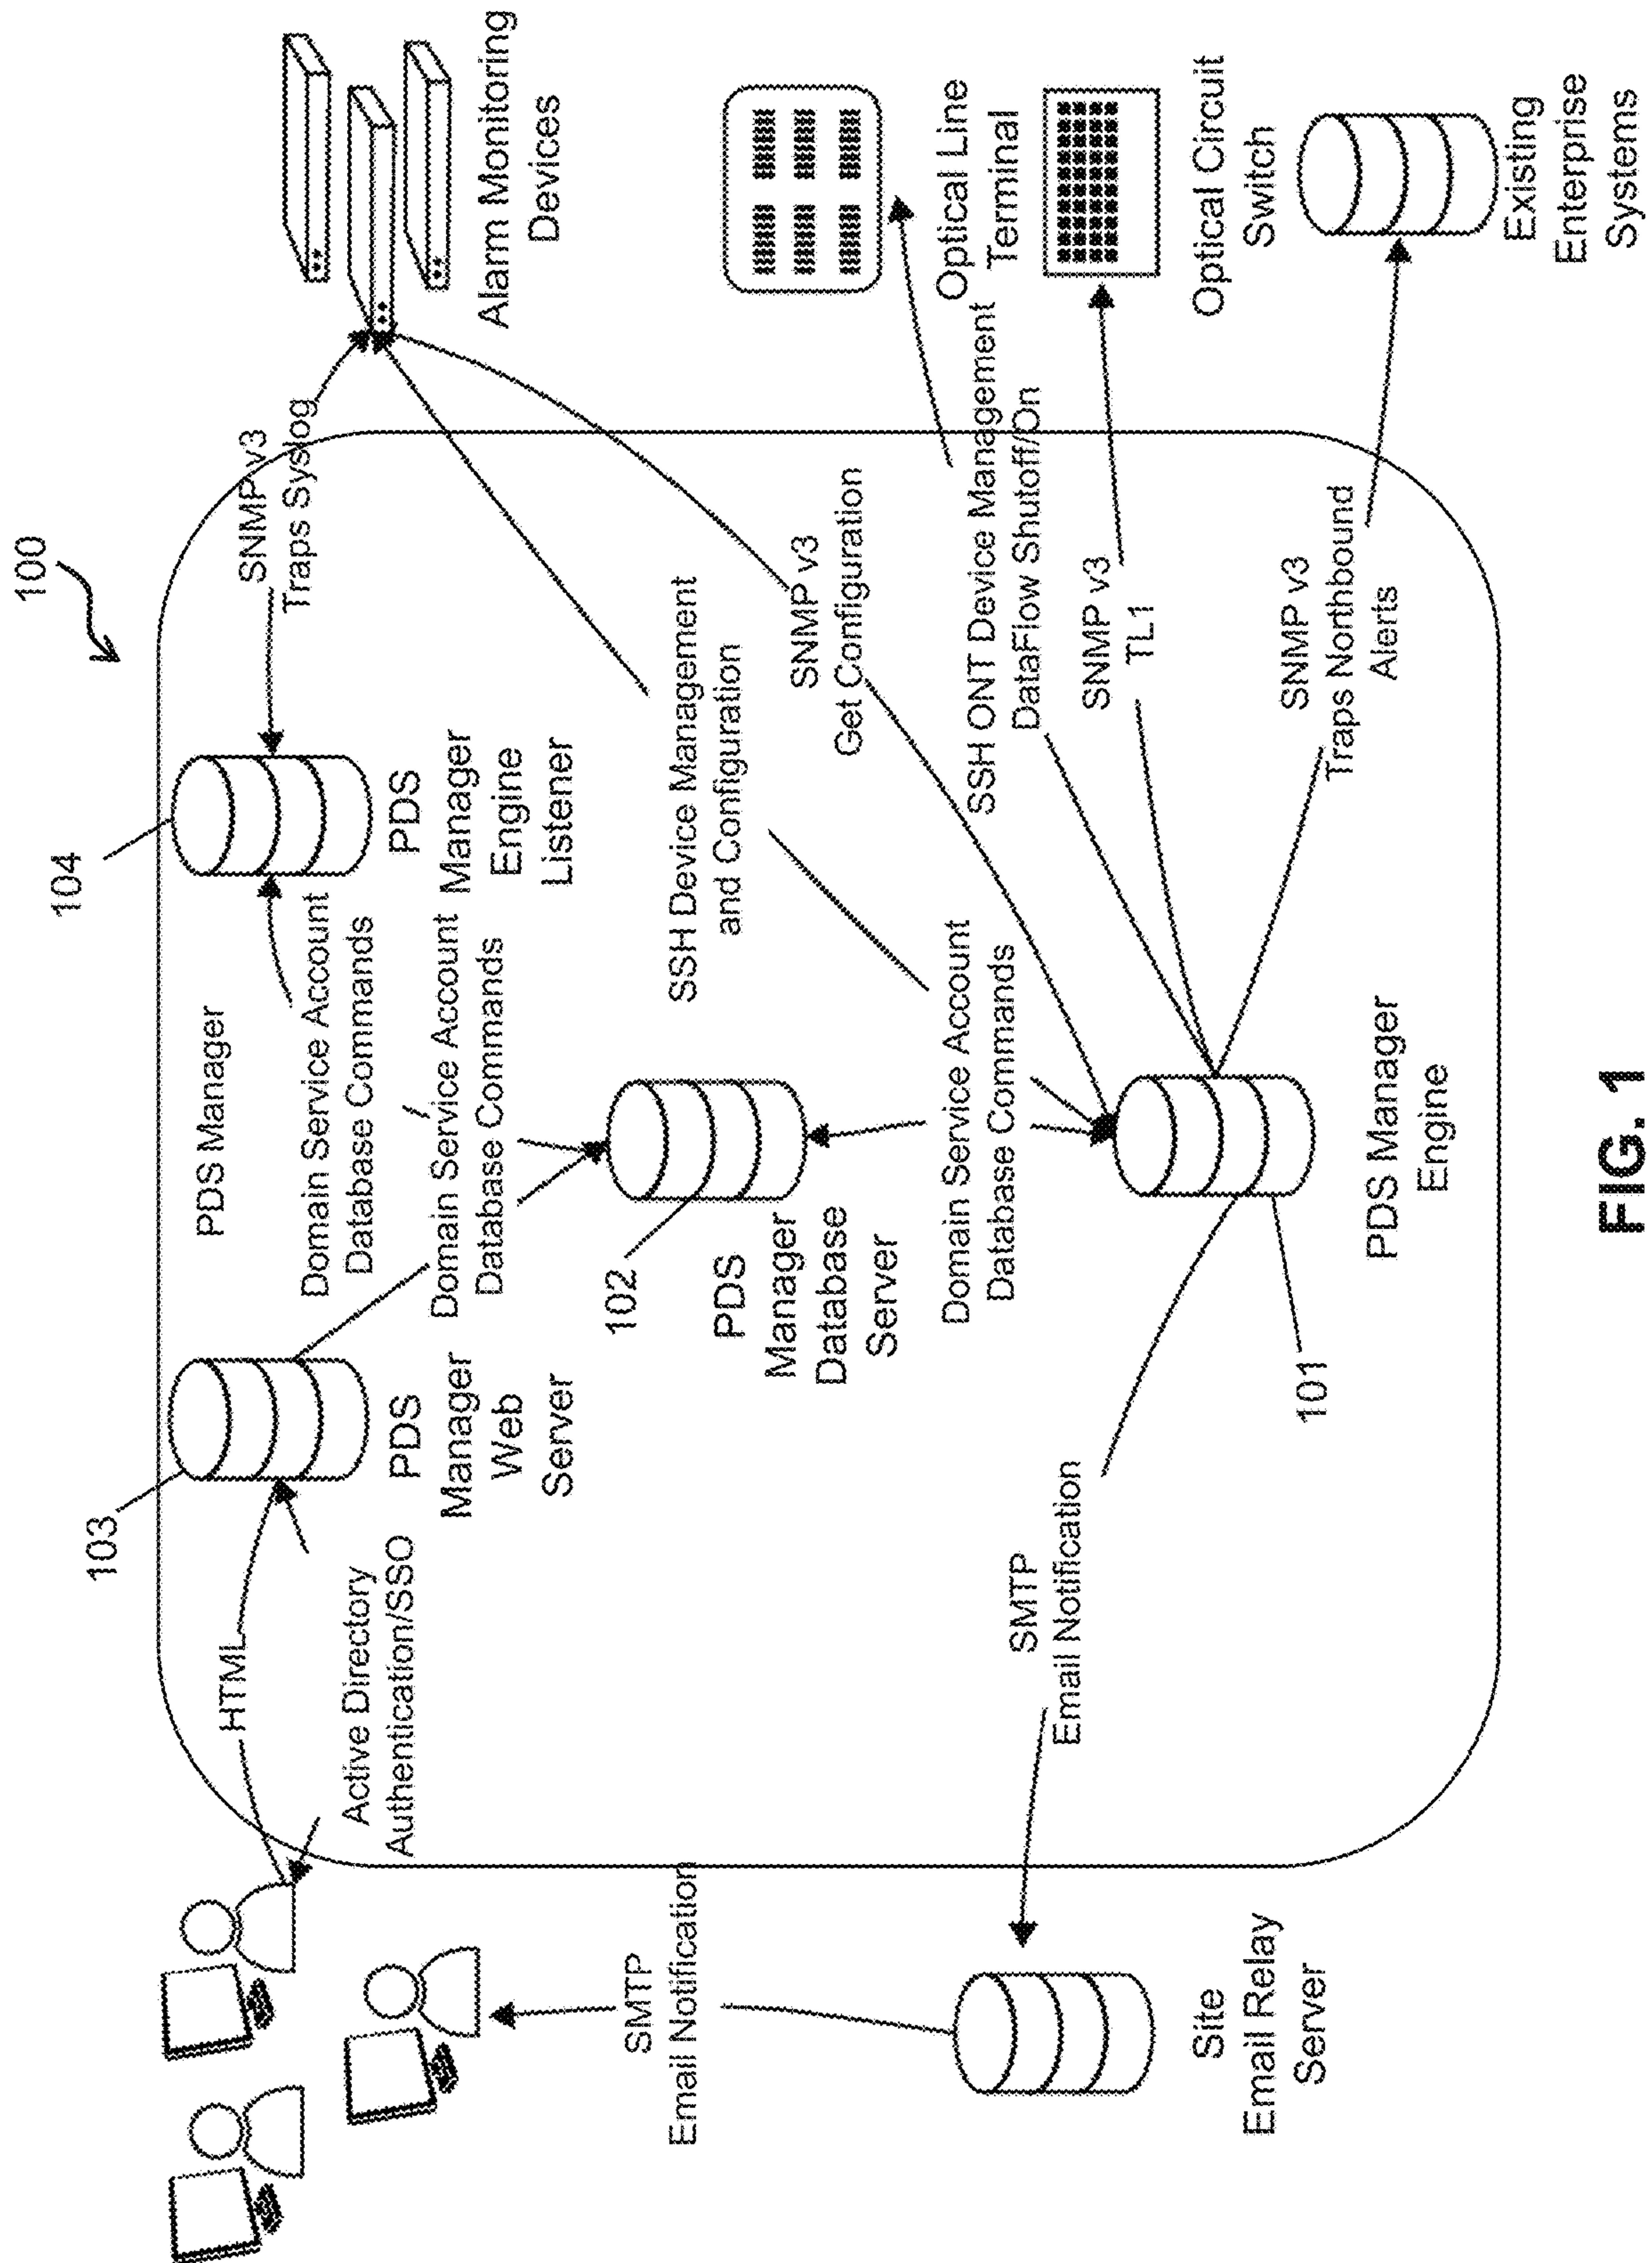 100
103
104
HTML
Active Directory
Authentication/SSO
PDS Manager
SNMP v3
Traps Syslog
Alarm Monitoring
Devices
PDS
Manager
Web
Server
Domain Service Account
Database Commands
Domain Service Account
Database Commands
PDS
Manager
Engine
Listener
SMTP
Email Notification
102
PDS
Manager
Database
Server
SSH Device Management
and Configuration
SNMP v3
Get Configuration
Optical Line
Terminal
Domain Service Account
Database Commands
SSH ONT Device Management
DataFlow Shutoff/On
SMTP
Email Notification
SNMP v3
TL1
Optical Circuit
Switch
Site
Email Relay
Server
101
PDS Manager
Engine
SNMP v3
Traps Northbound
Alerts
Existing
Enterprise
Systems
FIG. 1